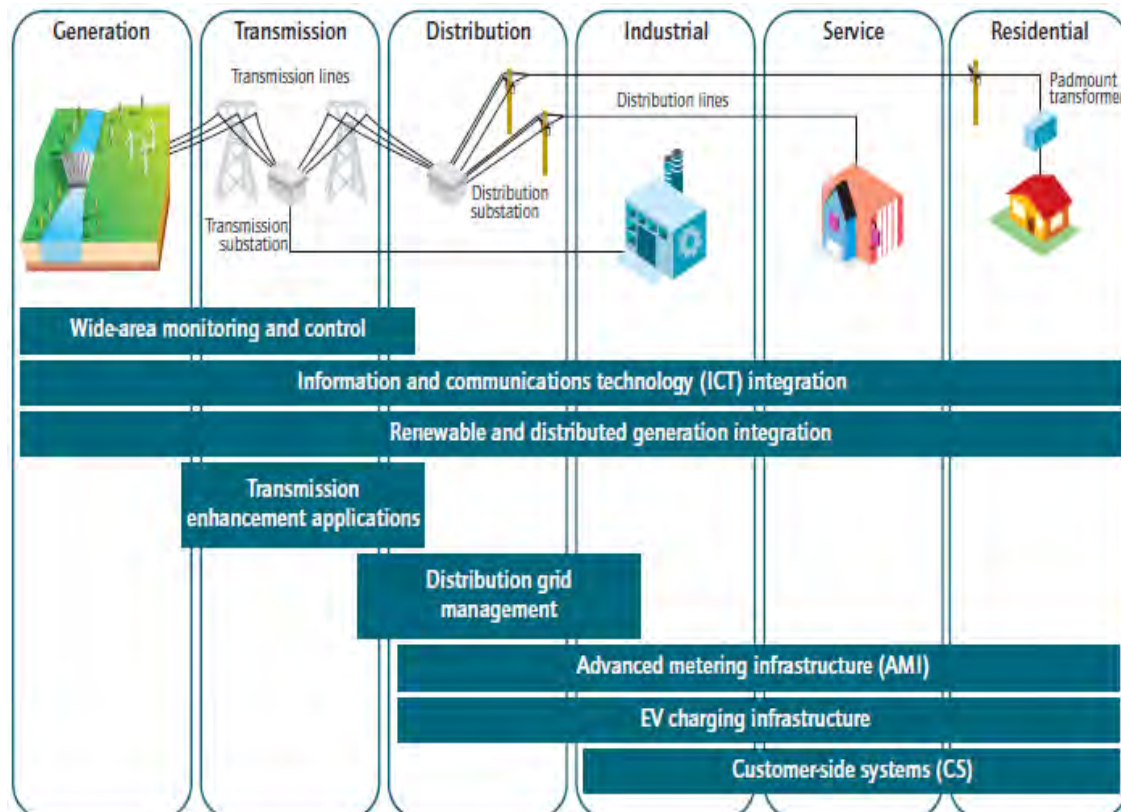 Generation
Transmission
Distribution
Industrial
Service
Residential
Transmission lines
Padmount
transformer
Distribution lines
Distribution
substation
Transmission
substation
Wide-area monitoring and control
Information and communications technology (ICT) integration
Renewable and distributed generation integration
Transmission
enhancement applications
Distribution grid
management
Advanced metering infrastructure (AMI)
EV charging infrastructure
Customer-side systems (CS)